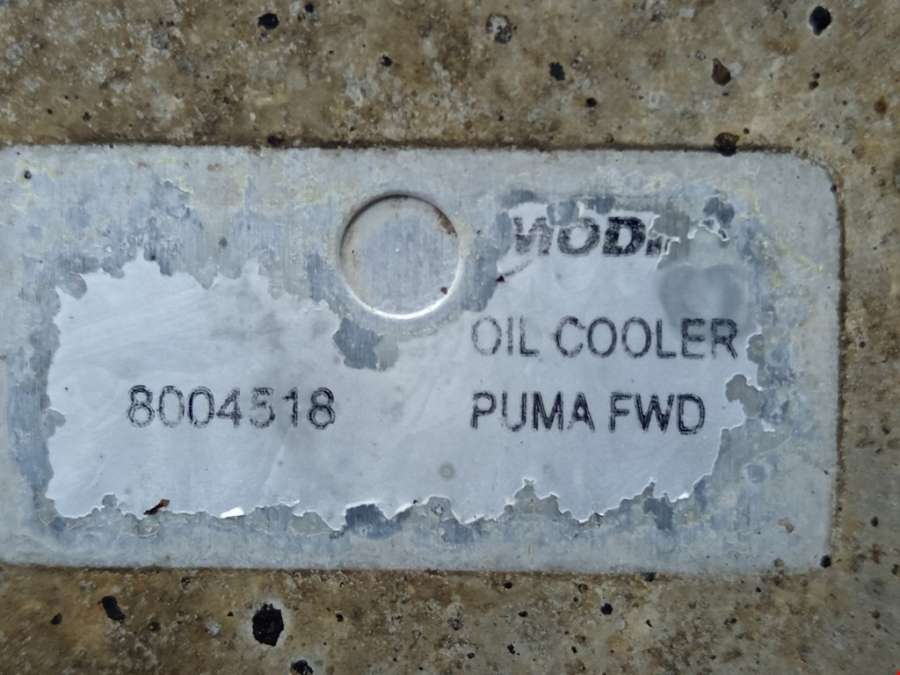 OIL COOLER
8004518 PUMA FWD